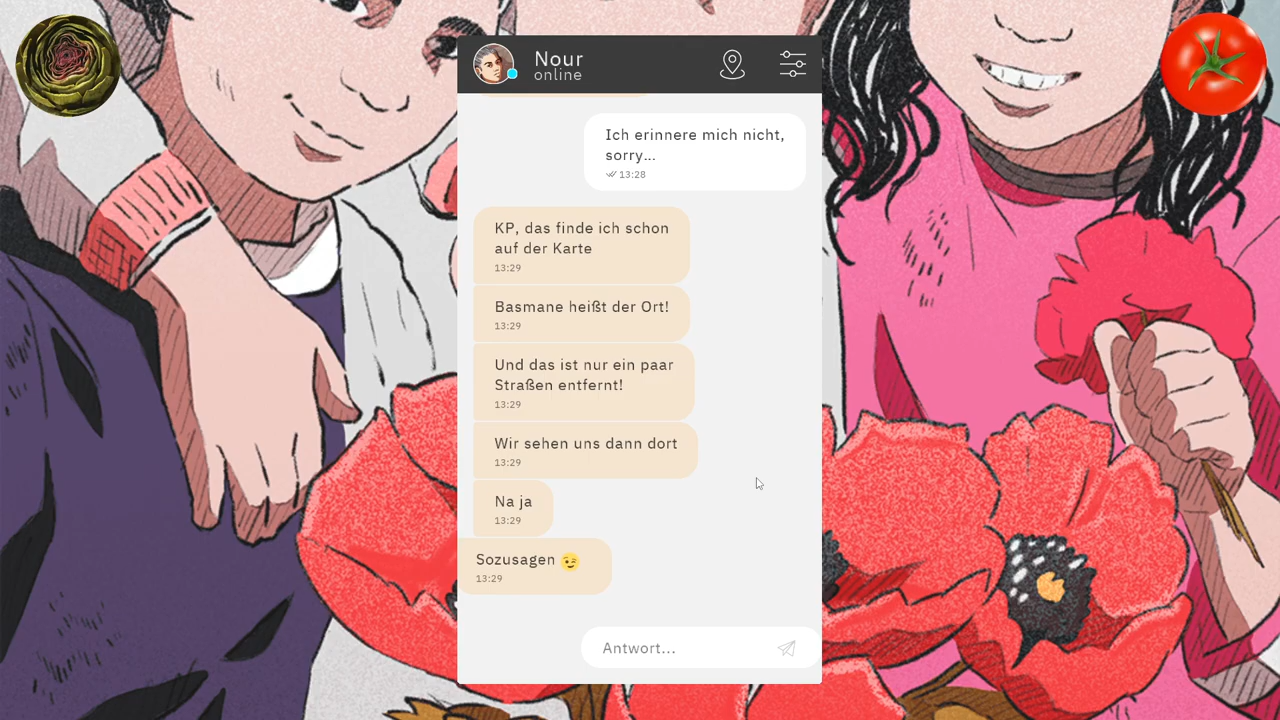 Nour
online
Ich erinnere mich nicht,
sorry...
13:28
KP, das finde ich schon
auf der Karte
13:29
Basmane heißt der Ort!
13:29
Und das ist nur ein paar
Straßen entfernt!
13:29
Wir sehen uns dann dort
13:29
Na ja
13:29
Sozusagen 😉
13:29
Antwort...